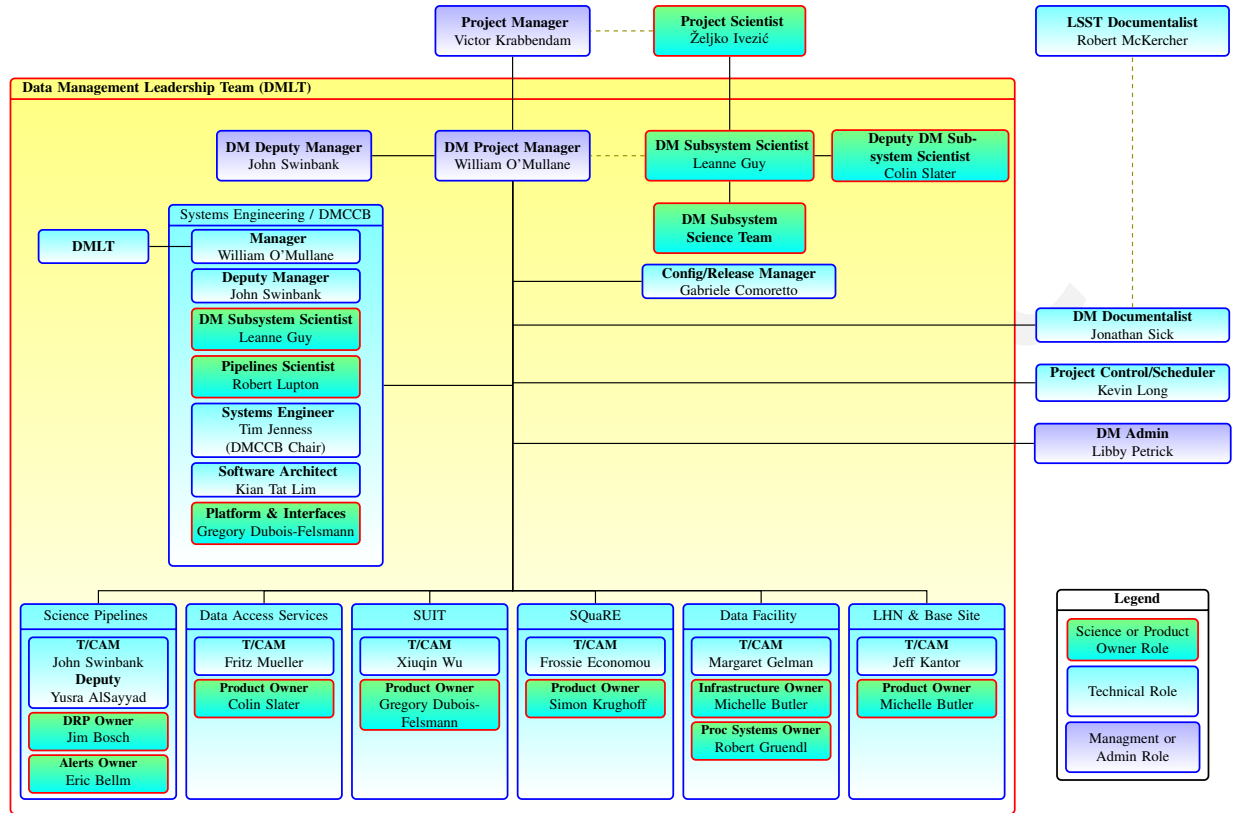 Project Manager
Victor Krabbendam
Project Scientist
Željko Ivezić
LSST Documentalist
Robert McKercher
Data Management Leadership Team (DMLT)
DM Deputy Manager
John Swinbank
DM Project Manager
William O’Mullane
DM Subsystem Scientist
Leanne Guy
Deputy DM Sub-
system Scientist
Colin Slater
DM Subsystem
Science Team
DMLT
Systems Engineering / DMCCB
Manager
William O’Mullane
Deputy Manager
John Swinbank
DM Subsystem Scientist
Leanne Guy
Pipelines Scientist
Robert Lupton
Systems Engineer
Tim Jenness
(DMCCB Chair)
Software Architect
Kian Tat Lim
Platform & Interfaces
Gregory Dubois-Felsmann
Config/Release Manager
Gabriele Comoretto
DM Documentalist
Jonathan Sick
Project Control/Scheduler
Kevin Long
DM Admin
Libby Petrick
Science Pipelines
T/CAM
John Swinbank
Deputy
Yusra AlSayyad
DRP Owner
Jim Bosch
Alerts Owner
Eric Bellm
Data Access Services
T/CAM
Fritz Mueller
Product Owner
Colin Slater
SUIT
T/CAM
Xiuqin Wu
Product Owner
Gregory Dubois-
Felsmann
SQuaRE
T/CAM
Frossie Economou
Product Owner
Simon Krughoff
Data Facility
T/CAM
Margaret Gelman
Infrastructure Owner
Michelle Butler
Proc Systems Owner
Robert Gruendl
LHN & Base Site
T/CAM
Jeff Kantor
Product Owner
Michelle Butler
Legend
Science or Product
Owner Role
Technical Role
Managment or
Admin Role